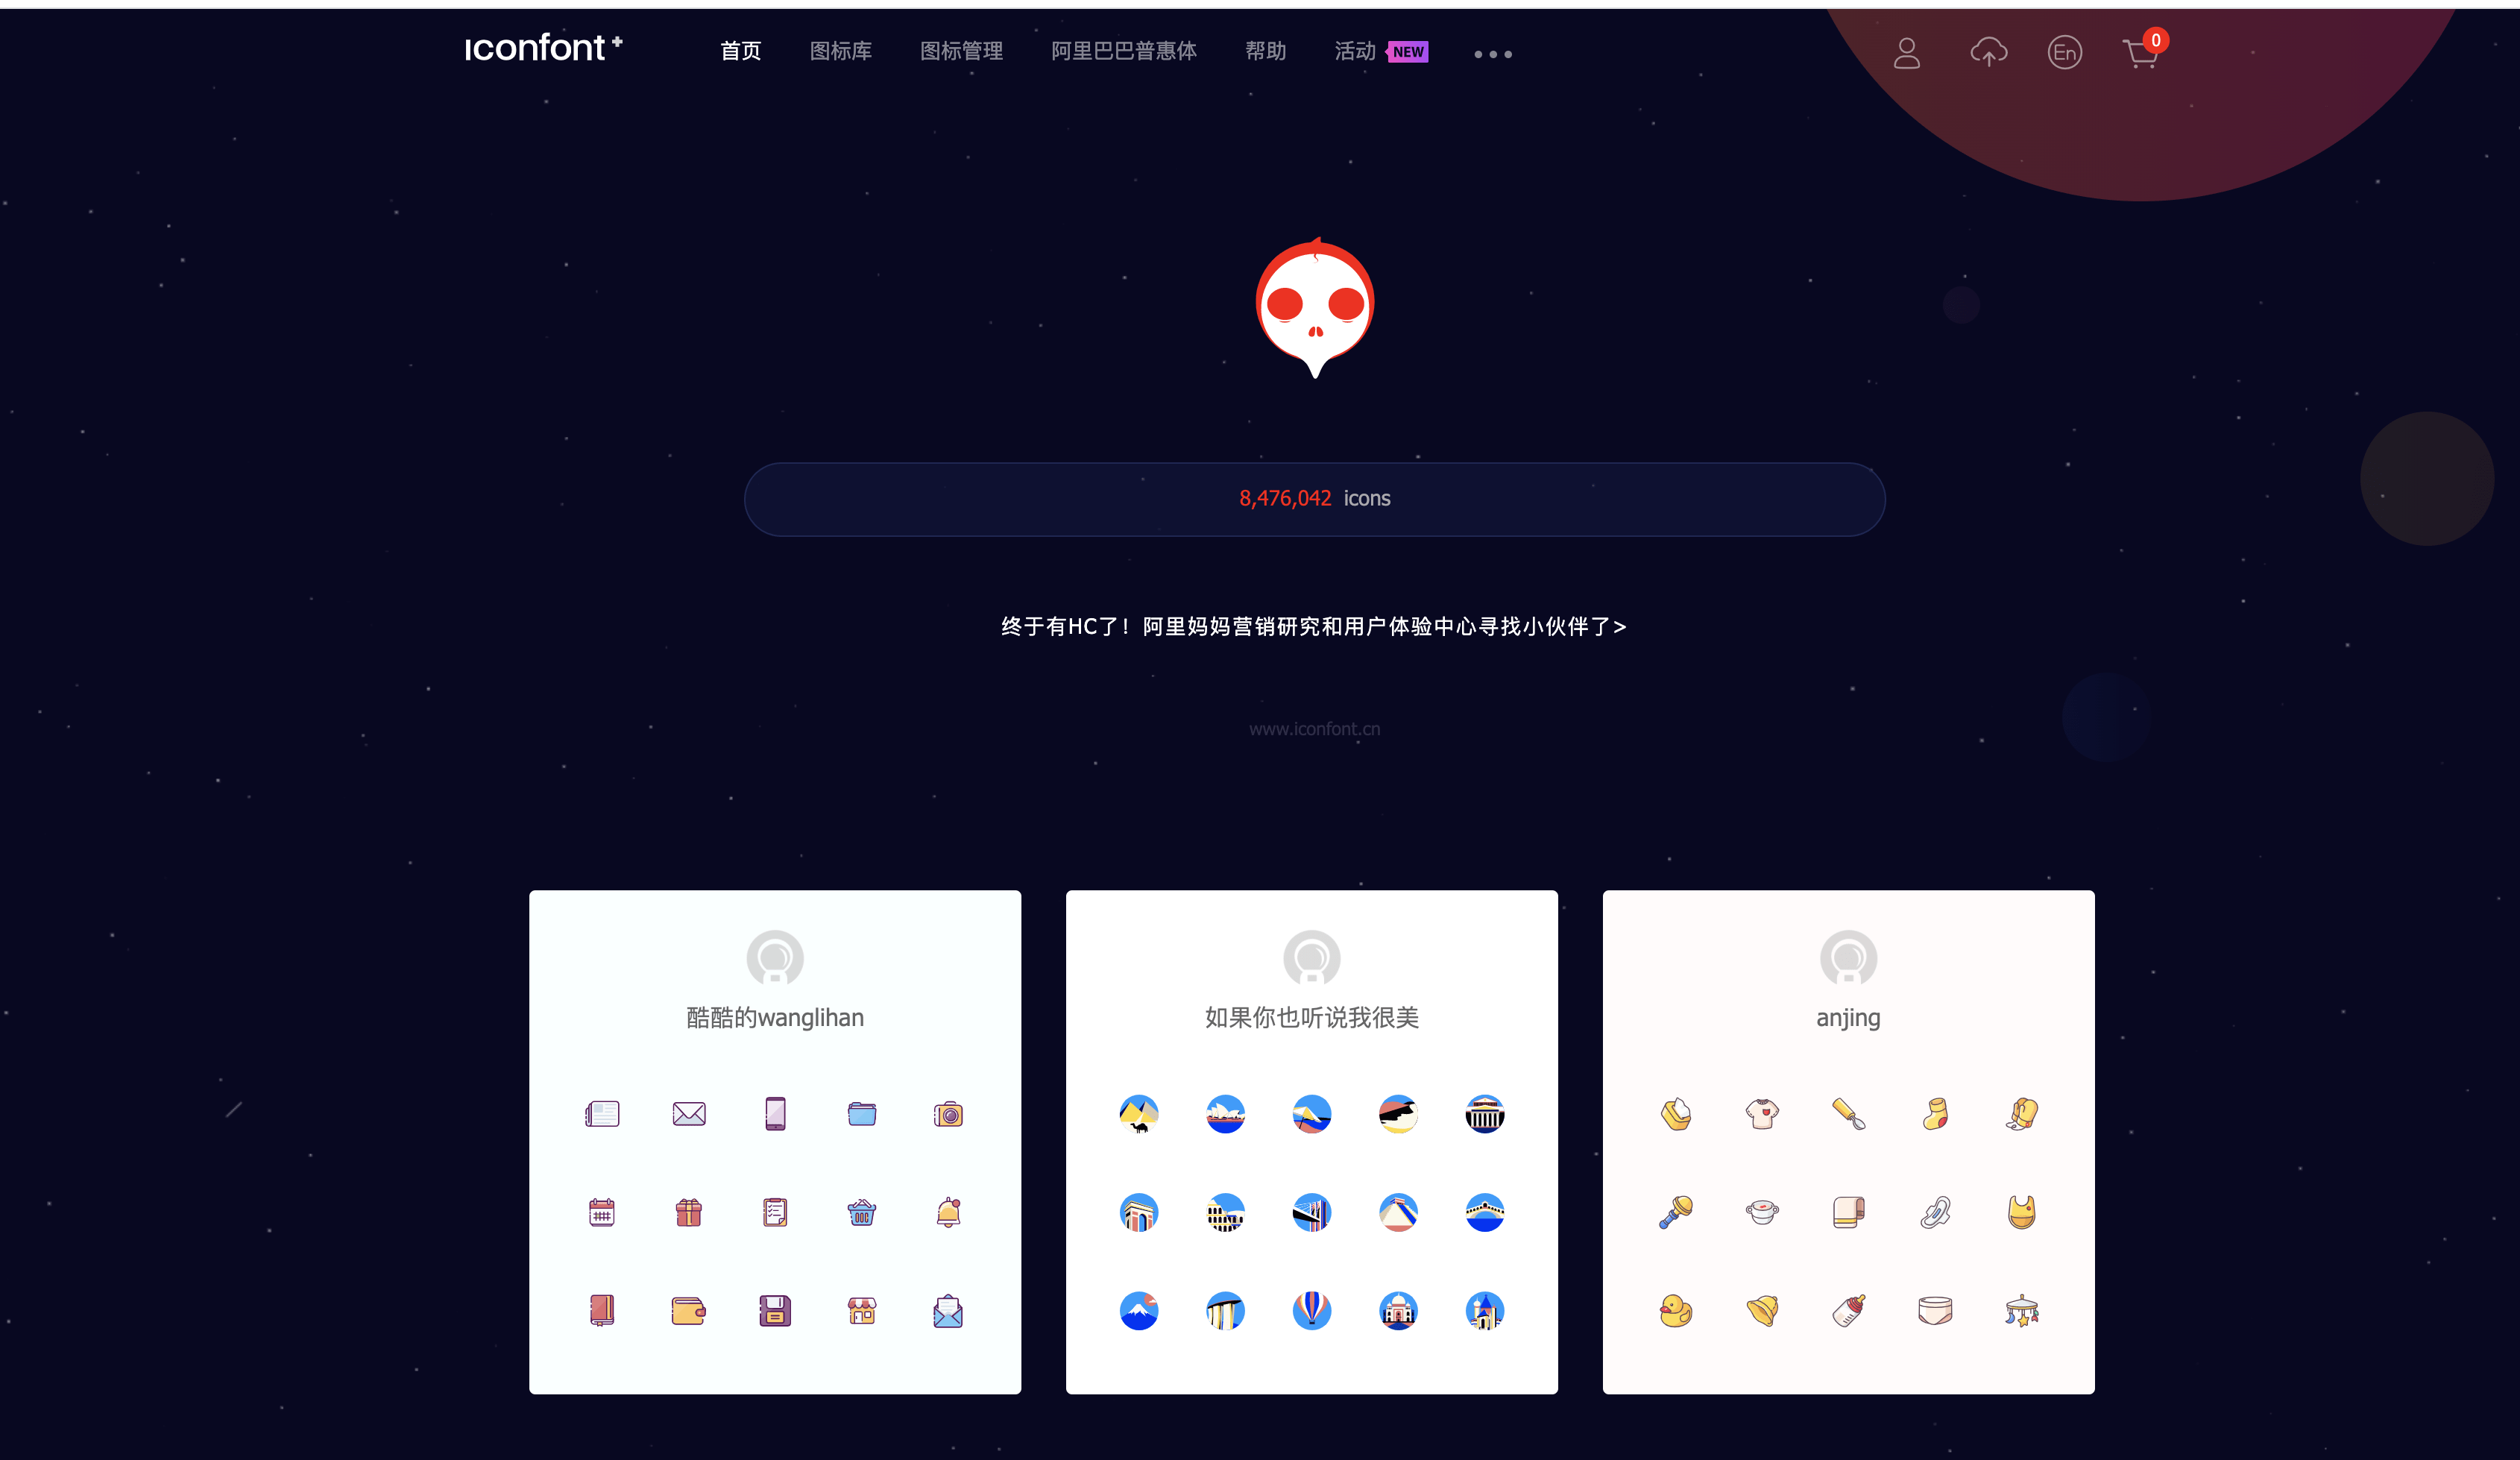 iconfont+
首页 图标库 图标管理 阿里巴巴普惠体 帮助 活动 NEW En 0
8,476,042 icons
终于有HC了！阿里妈妈营销研究和用户体验中心寻找小伙伴了>
www.iconfont.cn
酷酷的wanglihan
如果你也听说我很美
anjing